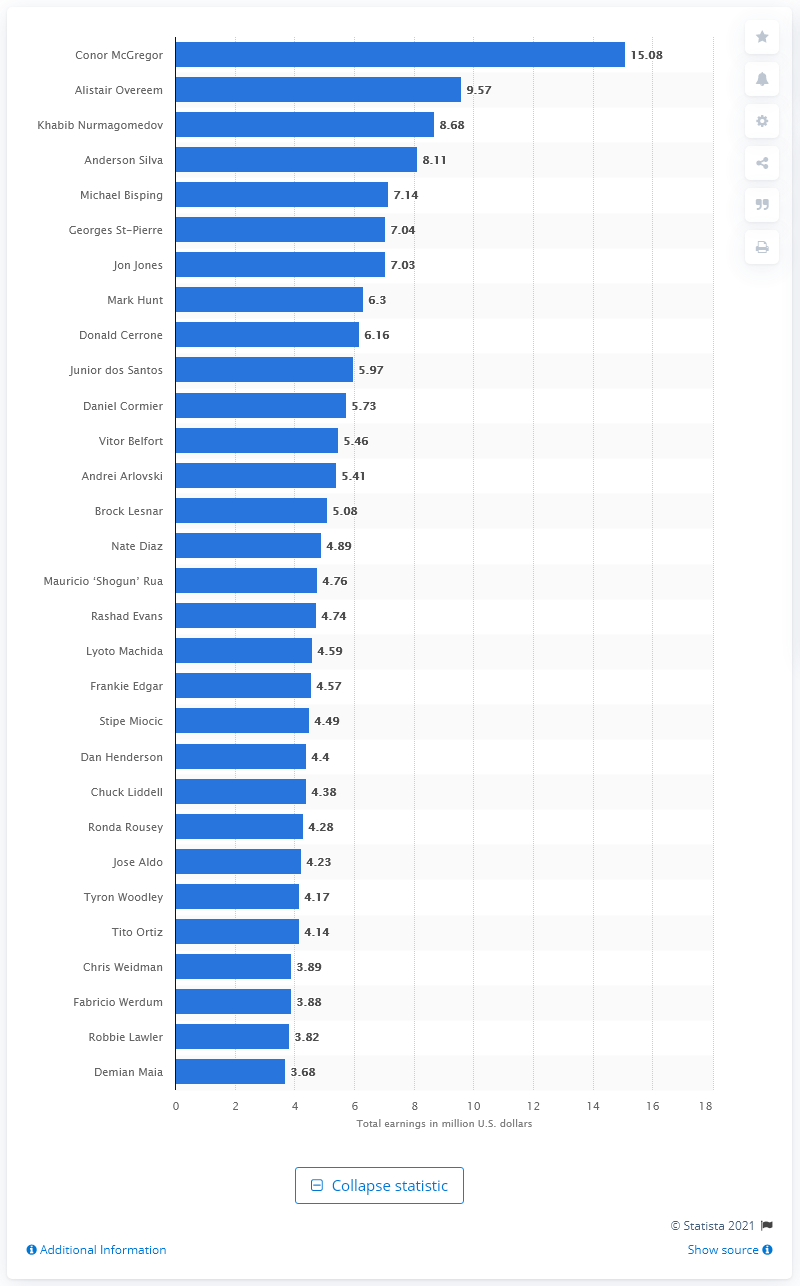 Conor McGregor 15.08
Alistair Overeem 9.57
Khabib Nurmagomedov 8.68
Anderson Silva 8.11
Michael Bisping 7.14
Georges St-Pierre 7.04
Jon Jones 7.03
Mark Hunt 6.3
Donald Cerrone 6.16
Junior dos Santos 5.97
Daniel Cormier 5.73
Vitor Belfort 5.46
Andrei Arlovski 5.41
Brock Lesnar 5.08
Nate Diaz 4.89
Mauricio ‘Shogun’ Rua 4.76
Rashad Evans 4.74
Lyoto Machida 4.59
Frankie Edgar 4.57
Stipe Miocic 4.49
Dan Henderson 4.4
Chuck Liddell 4.38
Ronda Rousey 4.28
Jose Aldo 4.23
Tyron Woodley 4.17
Tito Ortiz 4.14
Chris Weidman 3.89
Fabricio Werdum 3.88
Robbie Lawler 3.82
Demian Maia 3.68
0 2 4 6 8 10 12 14 16 18
Total earnings in million U.S. dollars
Collapse statistic
© Statista 2021
Additional Information Show source